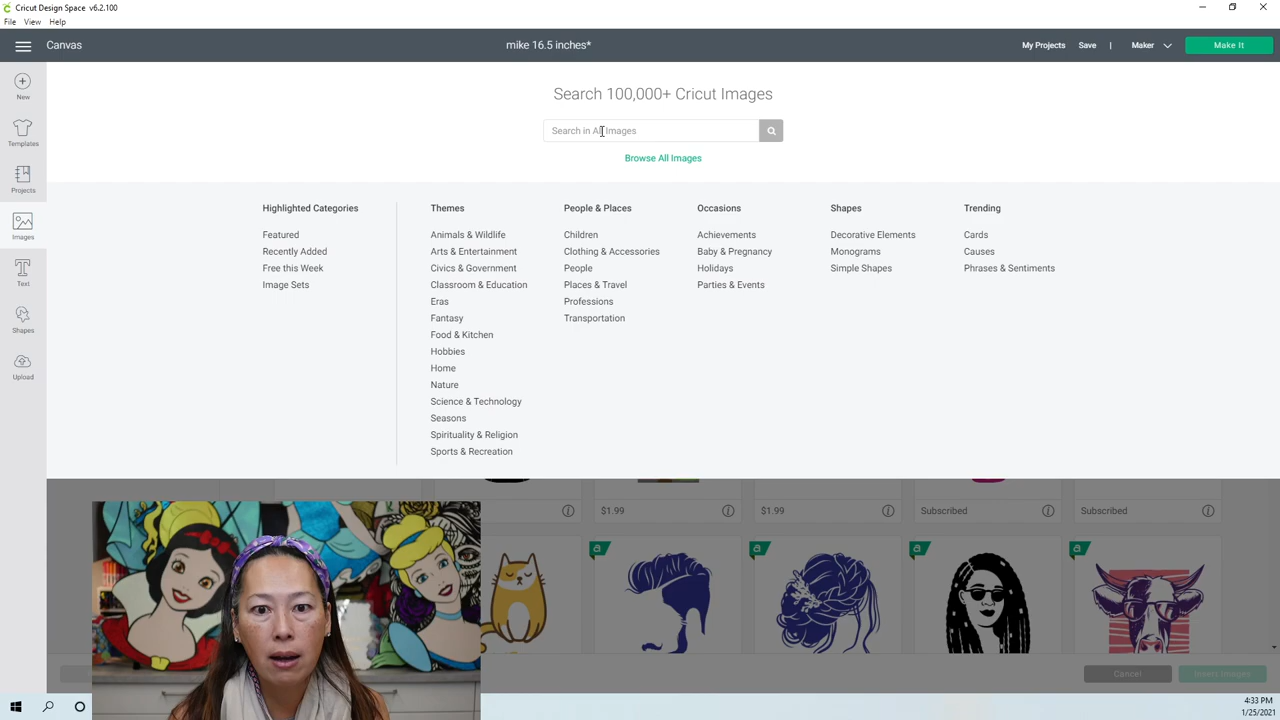 Cricut Design Space v6.2.100
File View Help
Canvas
mike 16.5 inches*
My Projects Save | Maker Make It
New
Templates
Projects
Images
Text
Shapes
Upload
Search 100,000+ Cricut Images
Search in All Images
Browse All Images
Highlighted Categories
Featured
Recently Added
Free this Week
Image Sets
Themes
Animals & Wildlife
Arts & Entertainment
Civics & Government
Classroom & Education
Eras
Fantasy
Food & Kitchen
Hobbies
Home
Nature
Science & Technology
Seasons
Spirituality & Religion
Sports & Recreation
People & Places
Children
Clothing & Accessories
People
Places & Travel
Professions
Transportation
Occasions
Achievements
Baby & Pregnancy
Holidays
Parties & Events
Shapes
Decorative Elements
Monograms
Simple Shapes
Trending
Cards
Causes
Phrases & Sentiments
$1.99 $1.99 Subscribed Subscribed
a a a a
Cancel Insert Images
4:33 PM
1/25/2021